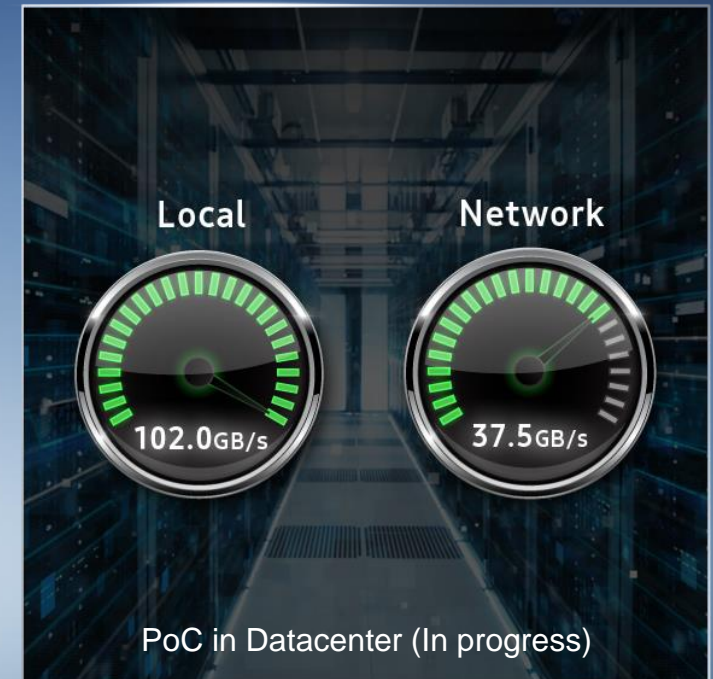 Local
Network
102.0GB/s
37.5GB/s
PoC in Datacenter (In progress)